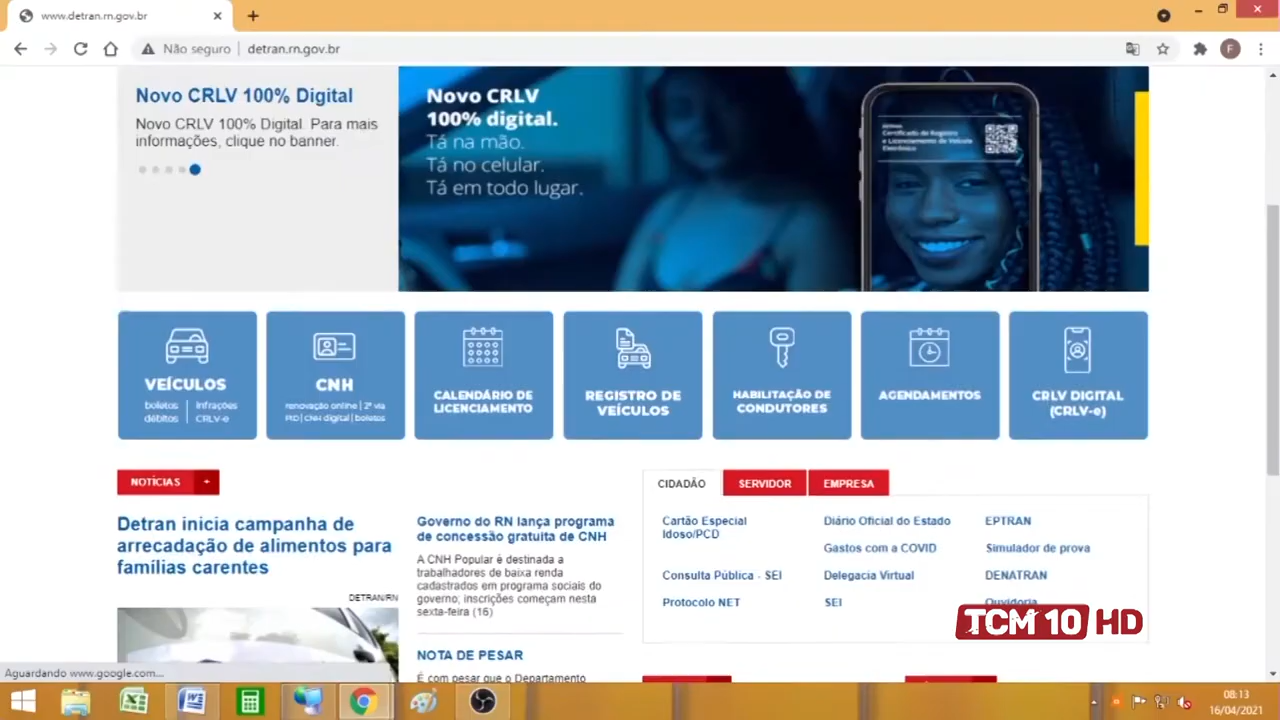 www.detran.rn.gov.br
Não seguro | detran.rn.gov.br
F
Novo CRLV 100% Digital
Novo CRLV 100% Digital. Para mais
informações, clique no banner.
Novo CRLV
100% digital.
Tá na mão.
Tá no celular.
Tá em todo lugar.
Certificado de Registro
e Licenciamento de Veículo
Eletrônico
VEÍCULOS
boletos | Infrações
débitos | CRLV-e
CNH
renovação online | 2ª via
PID | CNH digital | boletos
CALENDÁRIO DE
LICENCIAMENTO
REGISTRO DE
VEÍCULOS
HABILITAÇÃO DE
CONDUTORES
AGENDAMENTOS
CRLV DIGITAL
(CRLV-e)
NOTÍCIAS +
Detran inicia campanha de
arrecadação de alimentos para
famílias carentes
DETRAN/RN
Governo do RN lança programa
de concessão gratuita de CNH
A CNH Popular é destinada a
trabalhadores de baixa renda
cadastrados em programa sociais do
governo; inscrições começam nesta
sexta-feira (16)
NOTA DE PESAR
É com pesar que o Departamento
CIDADÃO SERVIDOR EMPRESA
Cartão Especial
Idoso/PCD
Consulta Pública - SEI
Protocolo NET
Diário Oficial do Estado
Gastos com a COVID
Delegacia Virtual
SEI
EPTRAN
Simulador de prova
DENATRAN
Ouvidoria
TCM 10 HD
Aguardando www.google.com...
08:13
16/04/2021